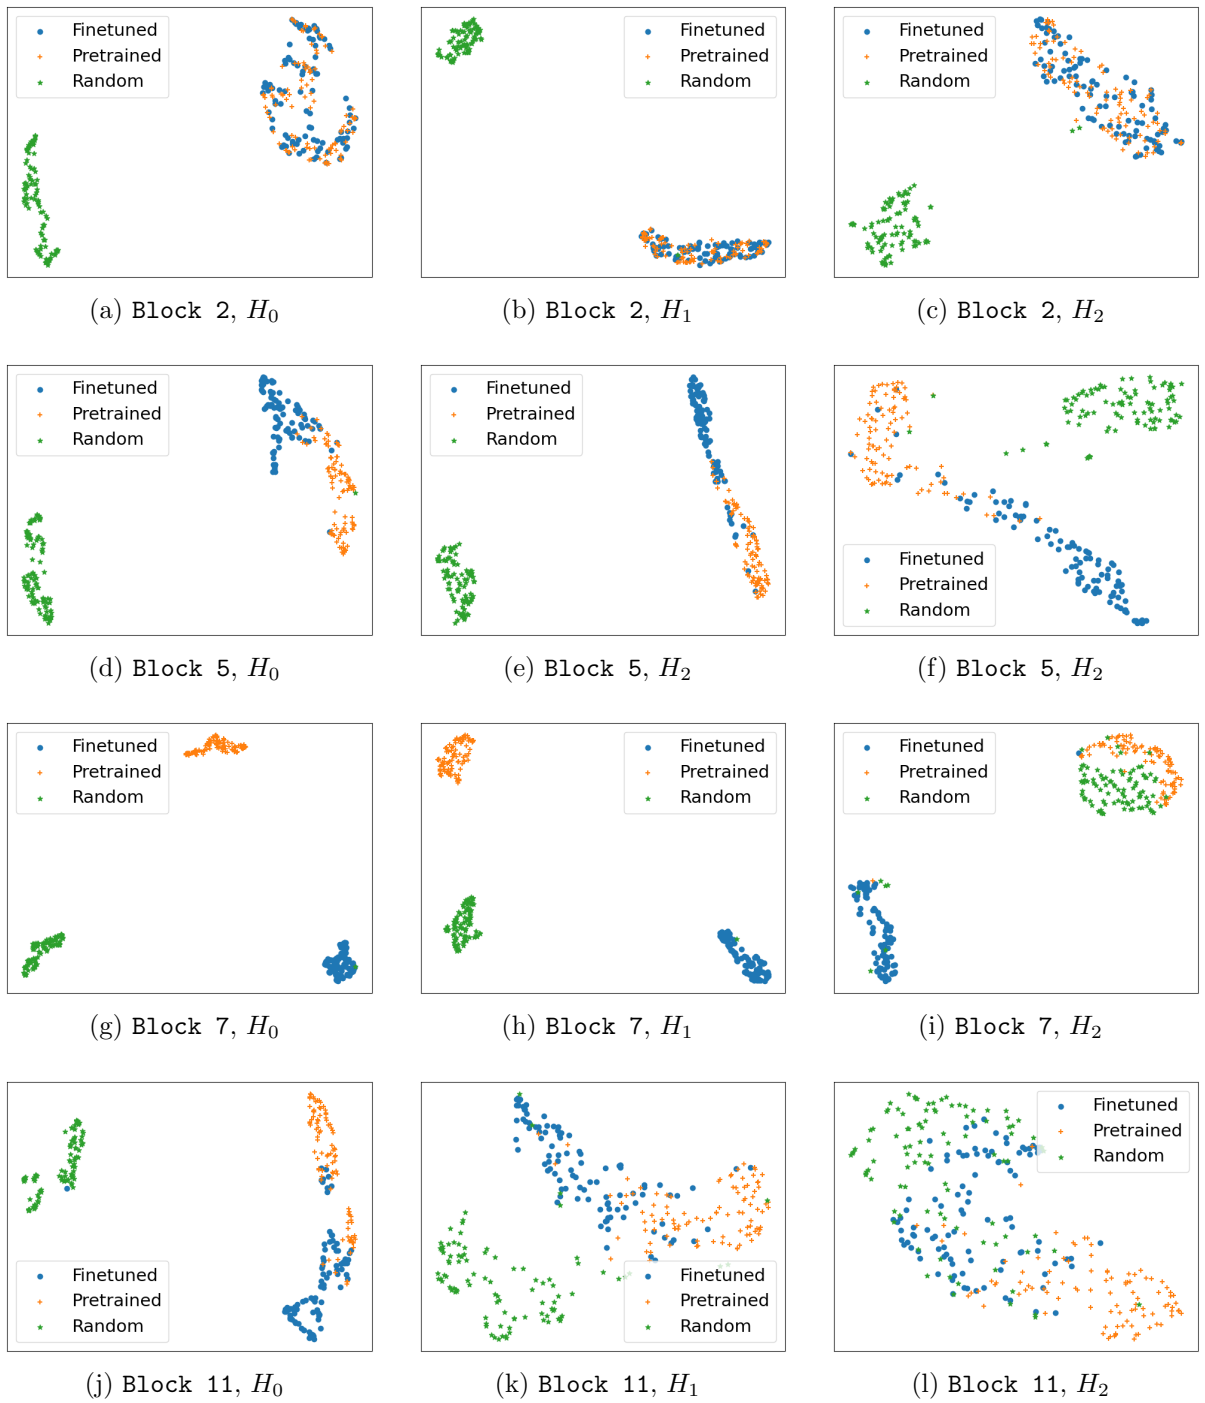 Finetuned
Pretrained
Random
Finetuned
Pretrained
Random
Finetuned
Pretrained
Random
(a) Block 2, H₀
(b) Block 2, H₁
(c) Block 2, H₂
Finetuned
Pretrained
Random
Finetuned
Pretrained
Random
Finetuned
Pretrained
Random
(d) Block 5, H₀
(e) Block 5, H₂
(f) Block 5, H₂
Finetuned
Pretrained
Random
Finetuned
Pretrained
Random
Finetuned
Pretrained
Random
(g) Block 7, H₀
(h) Block 7, H₁
(i) Block 7, H₂
Finetuned
Pretrained
Random
Finetuned
Pretrained
Random
Finetuned
Pretrained
Random
(j) Block 11, H₀
(k) Block 11, H₁
(l) Block 11, H₂